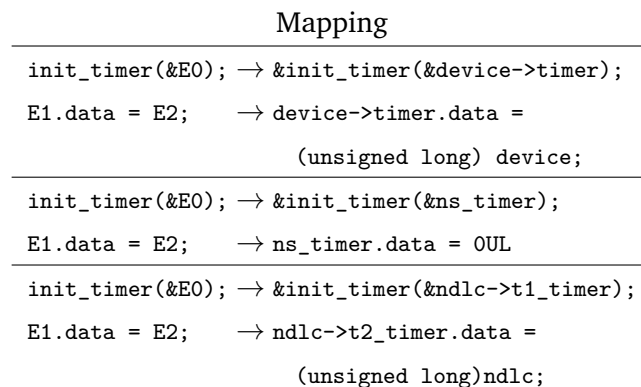 Mapping
init_timer(&E0); → &init_timer(&device->timer);
E1.data = E2; → device->timer.data =
(unsigned long) device;
init_timer(&E0); → &init_timer(&ns_timer);
E1.data = E2; → ns_timer.data = 0UL
init_timer(&E0); → &init_timer(&ndlc->t1_timer);
E1.data = E2; → ndlc->t2_timer.data =
(unsigned long)ndlc;